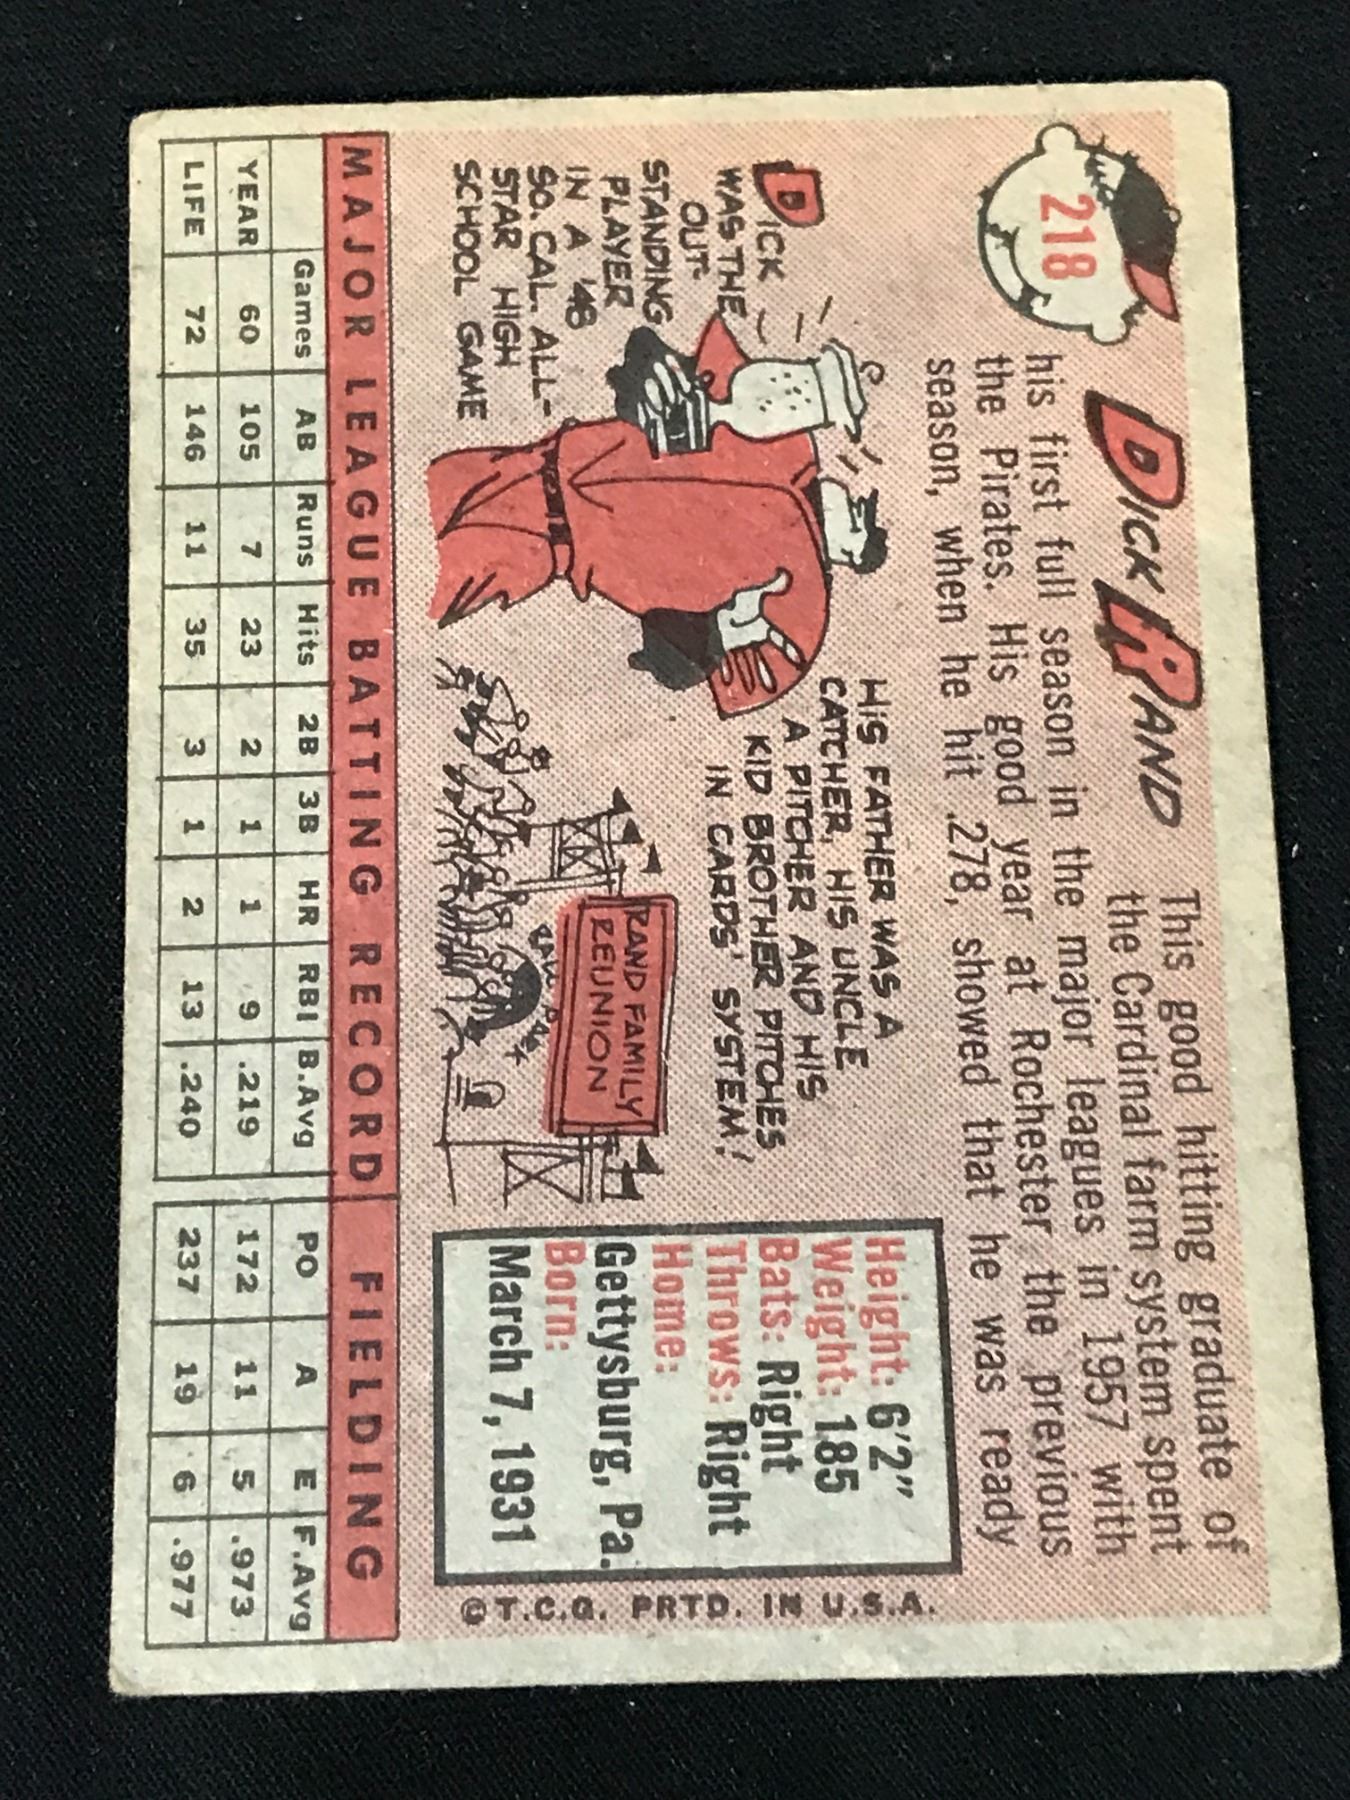 218
DICK RAND
This good hitting graduate of
the Cardinal farm system spent
his first full season in the major leagues in 1957 with
the Pirates. His good year at Rochester the previous
season, when he hit .278, showed that he was ready
DICK
WAS THE
OUT-
STANDING
PLAYER
IN A '48
SO. CAL. ALL-
STAR HIGH
SCHOOL GAME
HIS FATHER WAS A
CATCHER, HIS UNCLE
A PITCHER AND HIS
KID BROTHER PITCHES
IN CARDS' SYSTEM!
RAND FAMILY
REUNION
Height: 6'2"
Weight: 185
Bats: Right
Throws: Right
Home:
Gettysburg, Pa.
Born:
March 7, 1931
©T.C.G. PRTD. IN U.S.A.
MAJOR LEAGUE BATTING RECORD FIELDING
Games AB Runs Hits 2B 3B HR RBI B.Avg PO A E F.Avg
YEAR 60 105 7 23 2 1 1 9 .219 172 11 5 .973
LIFE 72 146 11 35 3 1 2 13 .240 237 19 6 .977